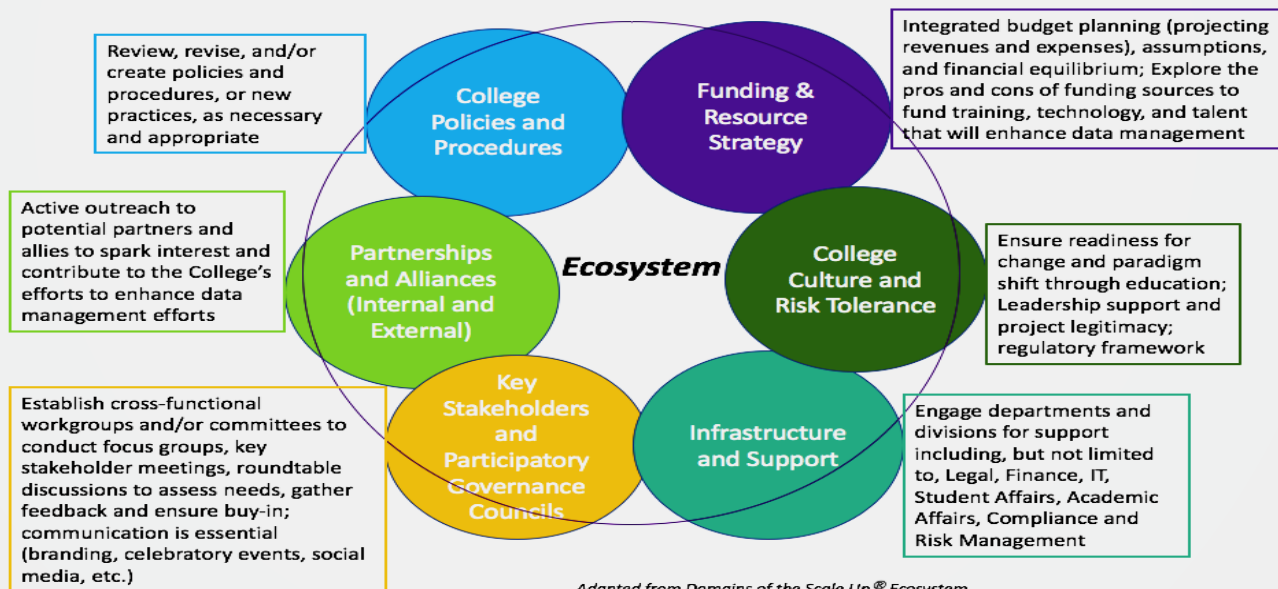 Review, revise, and/or
create policies and
procedures, or new
practices, as necessary
and appropriate
College
Policies and
Procedures
Funding &
Resource
Strategy
Integrated budget planning (projecting
revenues and expenses), assumptions,
and financial equilibrium; Explore the
pros and cons of funding sources to
fund training, technology, and talent
that will enhance data management
Active outreach to
potential partners and
allies to spark interest and
contribute to the College's
efforts to enhance data
management efforts
Partnerships
and Alliances
(Internal and
External)
Ecosystem
College
Culture and
Risk Tolerance
Ensure readiness for
change and paradigm
shift through education;
Leadership support and
project legitimacy;
regulatory framework
Establish cross-functional
workgroups and/or committees to
conduct focus groups, key
stakeholder meetings, roundtable
discussions to assess needs, gather
feedback and ensure buy-in;
communication is essential
(branding, celebratory events, social
media, etc.)
Key
Stakeholders
and
Participatory
Governance
Councils
Infrastructure
and Support
Engage departments and
divisions for support
including, but not limited
to, Legal, Finance, IT,
Student Affairs, Academic
Affairs, Compliance and
Risk Management
Adapted from Domains of the Scale Up® Ecosystem